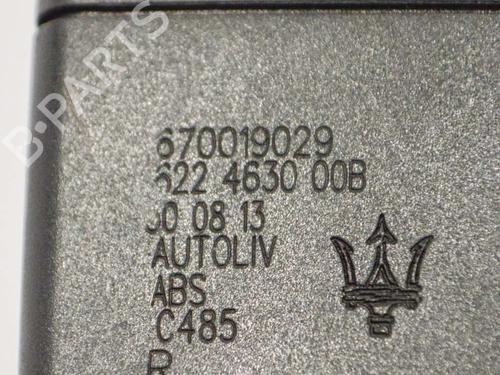 B-PARTS
670019029
622 4630 00B
30 08 13
AUTOLIV
ABS
C485